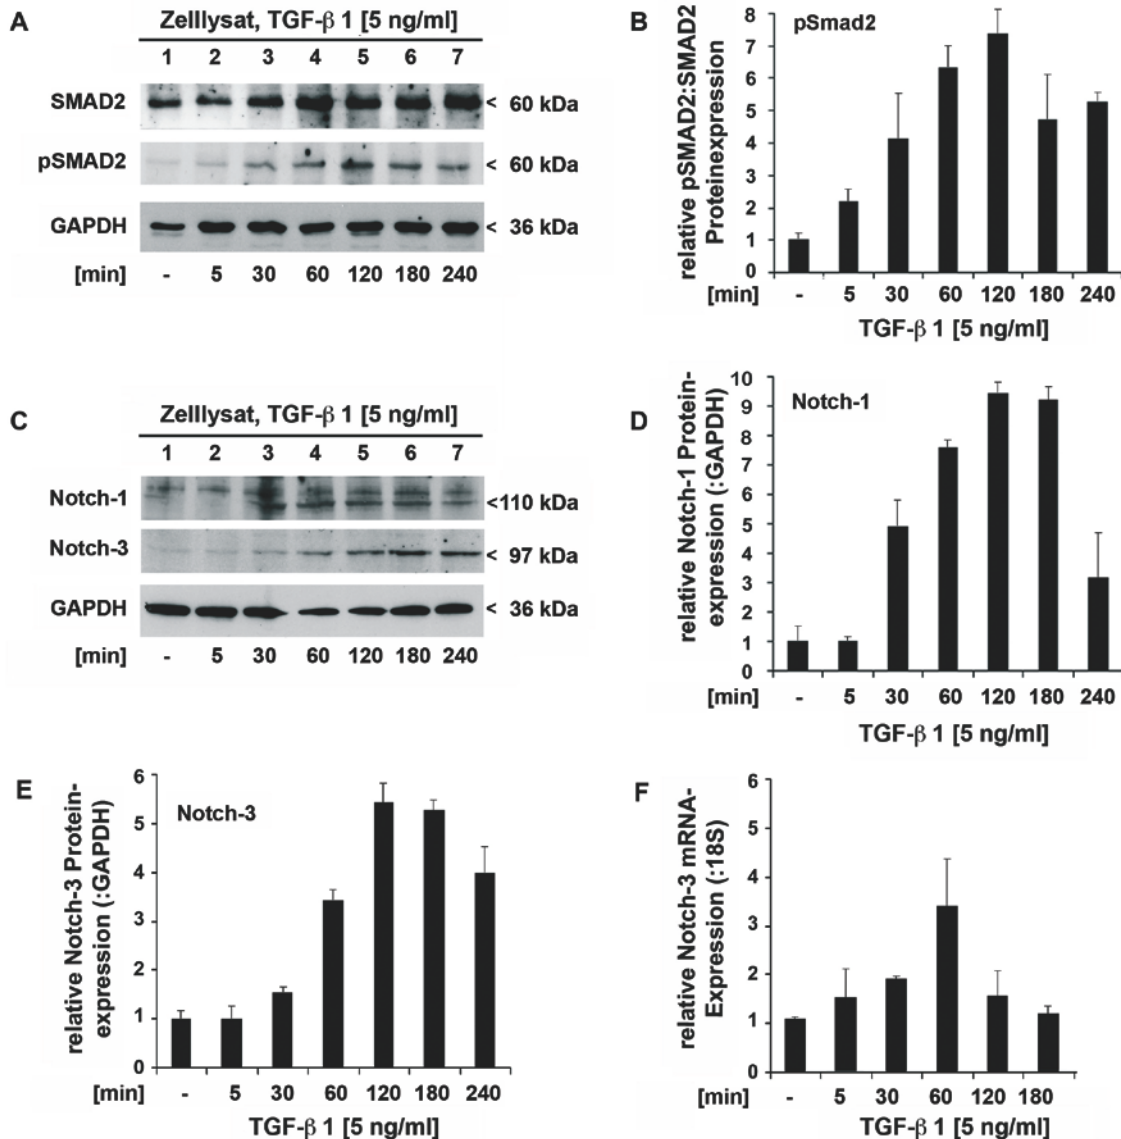 A
Zelllysat, TGF-β 1 [5 ng/ml]
1 2 3 4 5 6 7
SMAD2 < 60 kDa
pSMAD2 < 60 kDa
GAPDH < 36 kDa
[min] - 5 30 60 120 180 240
B
pSmad2
relative pSMAD2:SMAD2
Proteinexpression
8
7
6
5
4
3
2
1
0
[min] - 5 30 60 120 180 240
TGF-β 1 [5 ng/ml]
C
Zelllysat, TGF-β 1 [5 ng/ml]
1 2 3 4 5 6 7
Notch-1 <110 kDa
Notch-3 < 97 kDa
GAPDH < 36 kDa
[min] - 5 30 60 120 180 240
D
Notch-1
relative Notch-1 Protein-
expression (:GAPDH)
10
9
8
7
6
5
4
3
2
1
0
[min] - 5 30 60 120 180 240
TGF-β 1 [5 ng/ml]
E
Notch-3
relative Notch-3 Protein-
expression (:GAPDH)
6
5
4
3
2
1
0
[min] - 5 30 60 120 180 240
TGF-β 1 [5 ng/ml]
F
relative Notch-3 mRNA-
Expression (:18S)
6
5
4
3
2
1
0
[min] - 5 30 60 120 180
TGF-β 1 [5 ng/ml]